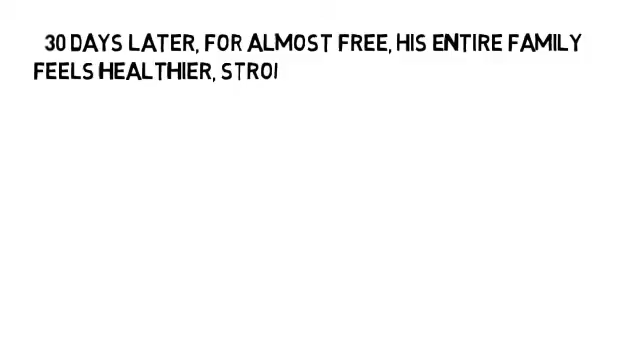 30 DAYS LATER, FOR ALMOST FREE, HIS ENTIRE FAMILY
FEELS HEALTHIER,